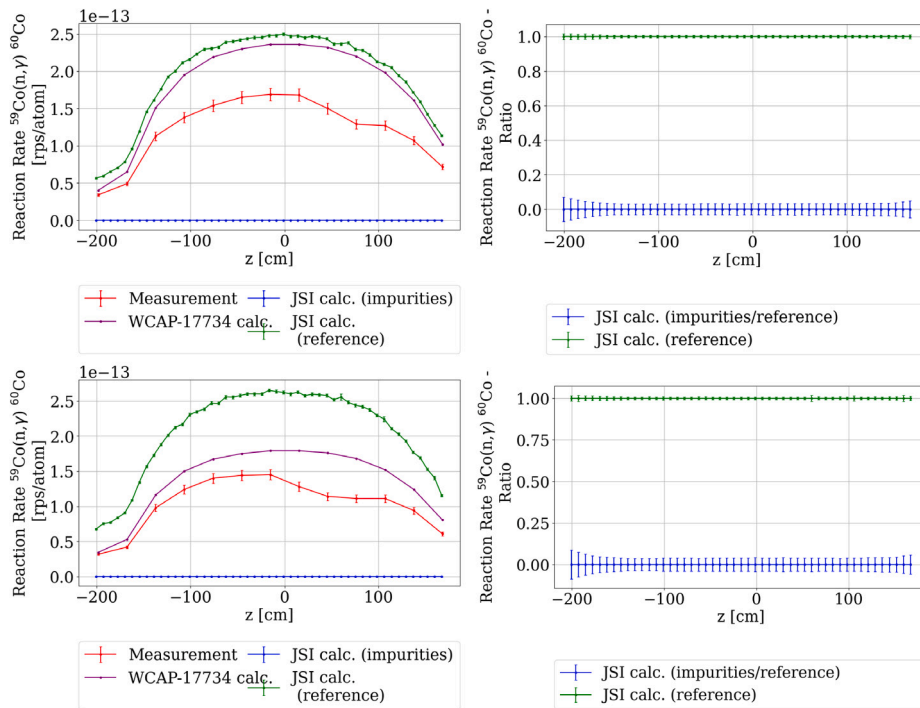 1e−13
Reaction Rate ⁵⁹Co(n,γ) ⁶⁰Co
[rps/atom]
2.5
2.0
1.5
1.0
0.5
0.0
−200 −100 0 100
z [cm]
Measurement
WCAP-17734 calc.
JSI calc. (impurities)
JSI calc.
(reference)
Reaction Rate ⁵⁹Co(n,γ) ⁶⁰Co -
Ratio
1.0
0.8
0.6
0.4
0.2
0.0
−200 −100 0 100
z [cm]
JSI calc. (impurities/reference)
JSI calc. (reference)
1e−13
Reaction Rate ⁵⁹Co(n,γ) ⁶⁰Co
[rps/atom]
2.5
2.0
1.5
1.0
0.5
0.0
−200 −100 0 100
z [cm]
Measurement
WCAP-17734 calc.
JSI calc. (impurities)
JSI calc.
(reference)
Reaction Rate ⁵⁹Co(n,γ) ⁶⁰Co -
Ratio
1.00
0.75
0.50
0.25
0.00
−200 −100 0 100
z [cm]
JSI calc. (impurities/reference)
JSI calc. (reference)